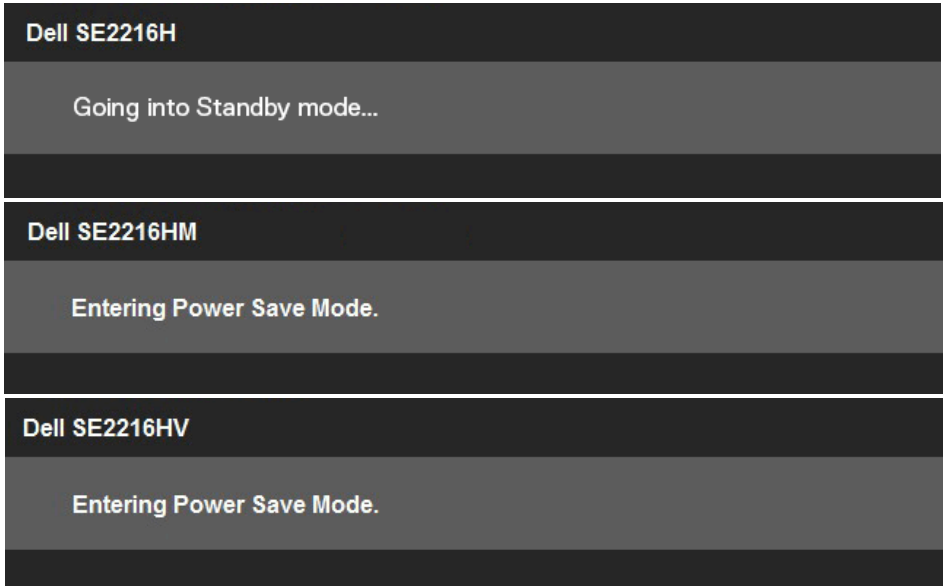 Dell SE2216H
Going into Standby mode...
Dell SE2216HM
Entering Power Save Mode.
Dell SE2216HV
Entering Power Save Mode.